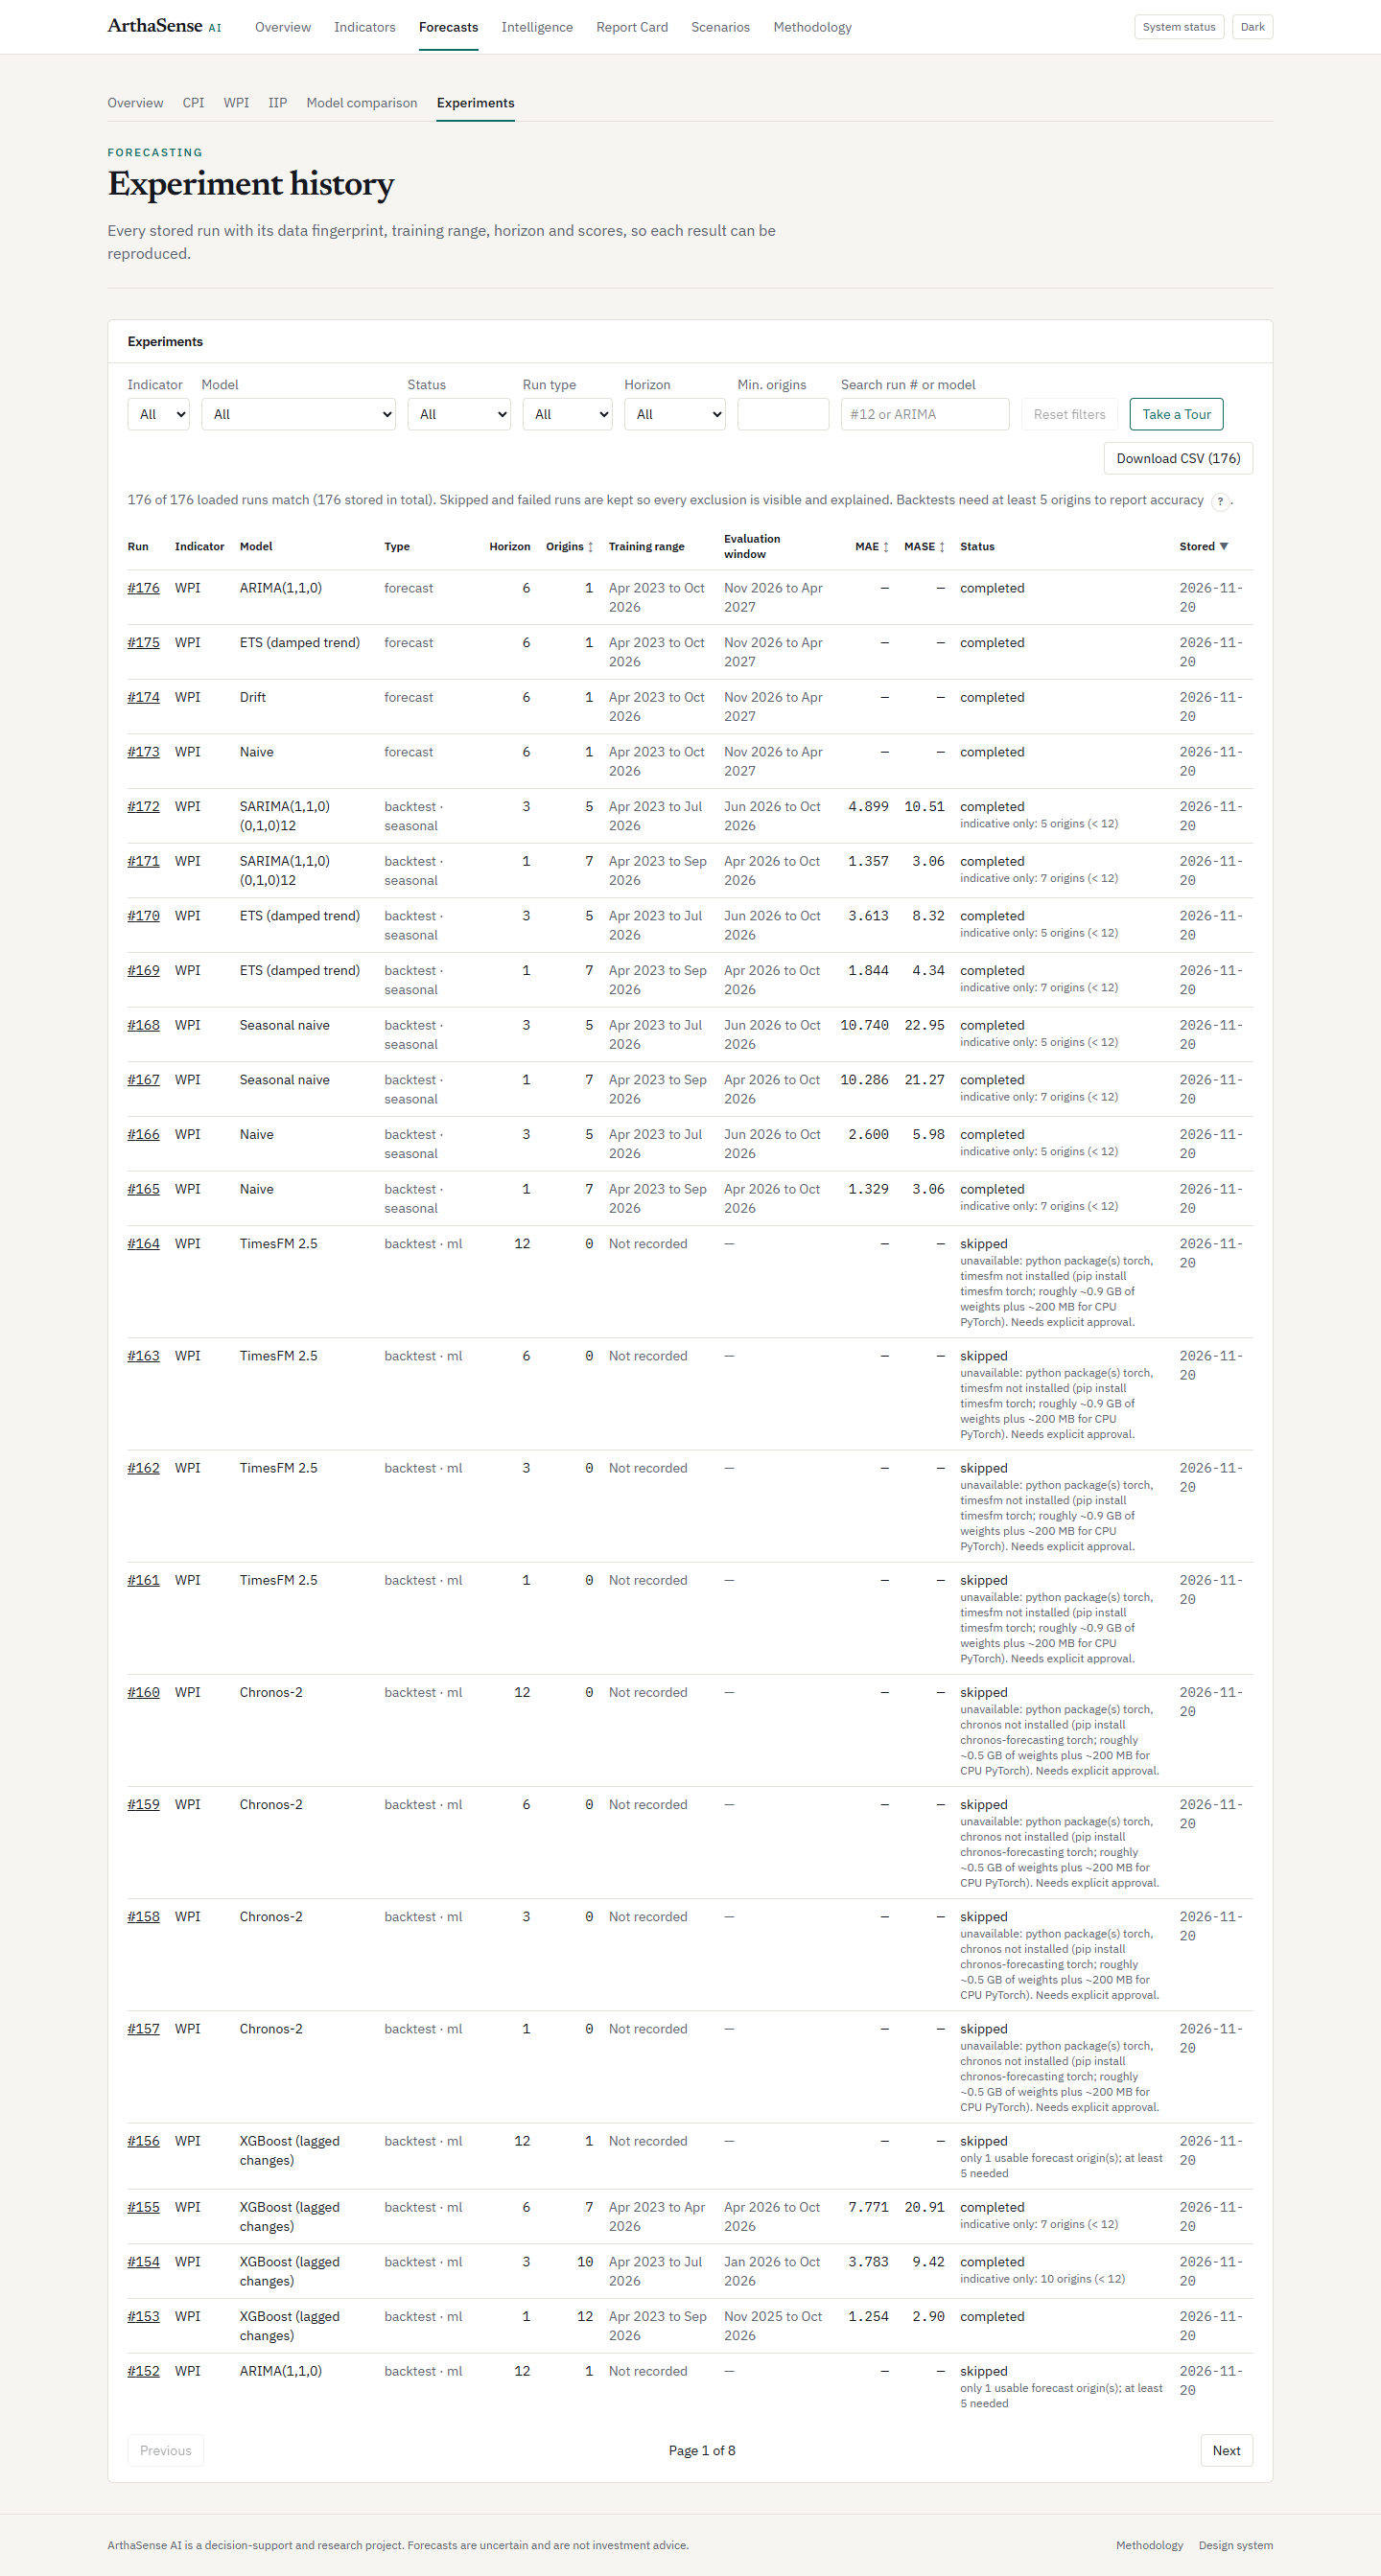 ArthaSense AI Overview Indicators Forecasts Intelligence Report Card Scenarios Methodology System status Dark
Overview CPI WPI IIP Model comparison Experiments
FORECASTING
Experiment history
Every stored run with its data fingerprint, training range, horizon and scores, so each result can be
reproduced.
Experiments
Indicator Model Status Run type Horizon Min. origins Search run # or model
All All All All All #12 or ARIMA Reset filters Take a Tour
Download CSV (176)
176 of 176 loaded runs match (176 stored in total). Skipped and failed runs are kept so every exclusion is visible and explained. Backtests need at least 5 origins to report accuracy ? .
Run Indicator Model Type Horizon Origins ↕ Training range Evaluation window MAE ↕ MASE ↕ Status Stored ▼
#176 WPI ARIMA(1,1,0) forecast 6 1 Apr 2023 to Oct Nov 2026 to Apr — — completed 2026-11-
2026 2027 20
#175 WPI ETS (damped trend) forecast 6 1 Apr 2023 to Oct Nov 2026 to Apr — — completed 2026-11-
2026 2027 20
#174 WPI Drift forecast 6 1 Apr 2023 to Oct Nov 2026 to Apr — — completed 2026-11-
2026 2027 20
#173 WPI Naive forecast 6 1 Apr 2023 to Oct Nov 2026 to Apr — — completed 2026-11-
2026 2027 20
#172 WPI SARIMA(1,1,0) backtest · 3 5 Apr 2023 to Jul Jun 2026 to Oct 4.899 10.51 completed 2026-11-
(0,1,0)12 seasonal 2026 2026 indicative only: 5 origins (< 12) 20
#171 WPI SARIMA(1,1,0) backtest · 1 7 Apr 2023 to Sep Apr 2026 to Oct 1.357 3.06 completed 2026-11-
(0,1,0)12 seasonal 2026 2026 indicative only: 7 origins (< 12) 20
#170 WPI ETS (damped trend) backtest · 3 5 Apr 2023 to Jul Jun 2026 to Oct 3.613 8.32 completed 2026-11-
seasonal 2026 2026 indicative only: 5 origins (< 12) 20
#169 WPI ETS (damped trend) backtest · 1 7 Apr 2023 to Sep Apr 2026 to Oct 1.844 4.34 completed 2026-11-
seasonal 2026 2026 indicative only: 7 origins (< 12) 20
#168 WPI Seasonal naive backtest · 3 5 Apr 2023 to Jul Jun 2026 to Oct 10.740 22.95 completed 2026-11-
seasonal 2026 2026 indicative only: 5 origins (< 12) 20
#167 WPI Seasonal naive backtest · 1 7 Apr 2023 to Sep Apr 2026 to Oct 10.286 21.27 completed 2026-11-
seasonal 2026 2026 indicative only: 7 origins (< 12) 20
#166 WPI Naive backtest · 3 5 Apr 2023 to Jul Jun 2026 to Oct 2.600 5.98 completed 2026-11-
seasonal 2026 2026 indicative only: 5 origins (< 12) 20
#165 WPI Naive backtest · 1 7 Apr 2023 to Sep Apr 2026 to Oct 1.329 3.06 completed 2026-11-
seasonal 2026 2026 indicative only: 7 origins (< 12) 20
#164 WPI TimesFM 2.5 backtest · ml 12 0 Not recorded — — — skipped 2026-11-
unavailable: python package(s) torch, 20
timesfm not installed (pip install
timesfm torch; roughly ~0.9 GB of
weights plus ~200 MB for CPU
PyTorch). Needs explicit approval.
#163 WPI TimesFM 2.5 backtest · ml 6 0 Not recorded — — — skipped 2026-11-
unavailable: python package(s) torch, 20
timesfm not installed (pip install
timesfm torch; roughly ~0.9 GB of
weights plus ~200 MB for CPU
PyTorch). Needs explicit approval.
#162 WPI TimesFM 2.5 backtest · ml 3 0 Not recorded — — — skipped 2026-11-
unavailable: python package(s) torch, 20
timesfm not installed (pip install
timesfm torch; roughly ~0.9 GB of
weights plus ~200 MB for CPU
PyTorch). Needs explicit approval.
#161 WPI TimesFM 2.5 backtest · ml 1 0 Not recorded — — — skipped 2026-11-
unavailable: python package(s) torch, 20
timesfm not installed (pip install
timesfm torch; roughly ~0.9 GB of
weights plus ~200 MB for CPU
PyTorch). Needs explicit approval.
#160 WPI Chronos-2 backtest · ml 12 0 Not recorded — — — skipped 2026-11-
unavailable: python package(s) torch, 20
chronos not installed (pip install
chronos-forecasting torch; roughly
~0.5 GB of weights plus ~200 MB for
CPU PyTorch). Needs explicit approval.
#159 WPI Chronos-2 backtest · ml 6 0 Not recorded — — — skipped 2026-11-
unavailable: python package(s) torch, 20
chronos not installed (pip install
chronos-forecasting torch; roughly
~0.5 GB of weights plus ~200 MB for
CPU PyTorch). Needs explicit approval.
#158 WPI Chronos-2 backtest · ml 3 0 Not recorded — — — skipped 2026-11-
unavailable: python package(s) torch, 20
chronos not installed (pip install
chronos-forecasting torch; roughly
~0.5 GB of weights plus ~200 MB for
CPU PyTorch). Needs explicit approval.
#157 WPI Chronos-2 backtest · ml 1 0 Not recorded — — — skipped 2026-11-
unavailable: python package(s) torch, 20
chronos not installed (pip install
chronos-forecasting torch; roughly
~0.5 GB of weights plus ~200 MB for
CPU PyTorch). Needs explicit approval.
#156 WPI XGBoost (lagged backtest · ml 12 1 Not recorded — — — skipped 2026-11-
changes) only 1 usable forecast origin(s); at least 20
5 needed
#155 WPI XGBoost (lagged backtest · ml 6 7 Apr 2023 to Apr Apr 2026 to Oct 7.771 20.91 completed 2026-11-
changes) 2026 2026 indicative only: 7 origins (< 12) 20
#154 WPI XGBoost (lagged backtest · ml 3 10 Apr 2023 to Jul Jan 2026 to Oct 3.783 9.42 completed 2026-11-
changes) 2026 2026 indicative only: 10 origins (< 12) 20
#153 WPI XGBoost (lagged backtest · ml 1 12 Apr 2023 to Sep Nov 2025 to Oct 1.254 2.90 completed 2026-11-
changes) 2026 2026 20
#152 WPI ARIMA(1,1,0) backtest · ml 12 1 Not recorded — — — skipped 2026-11-
only 1 usable forecast origin(s); at least 20
5 needed
Previous Page 1 of 8 Next
ArthaSense AI is a decision-support and research project. Forecasts are uncertain and are not investment advice. Methodology Design system